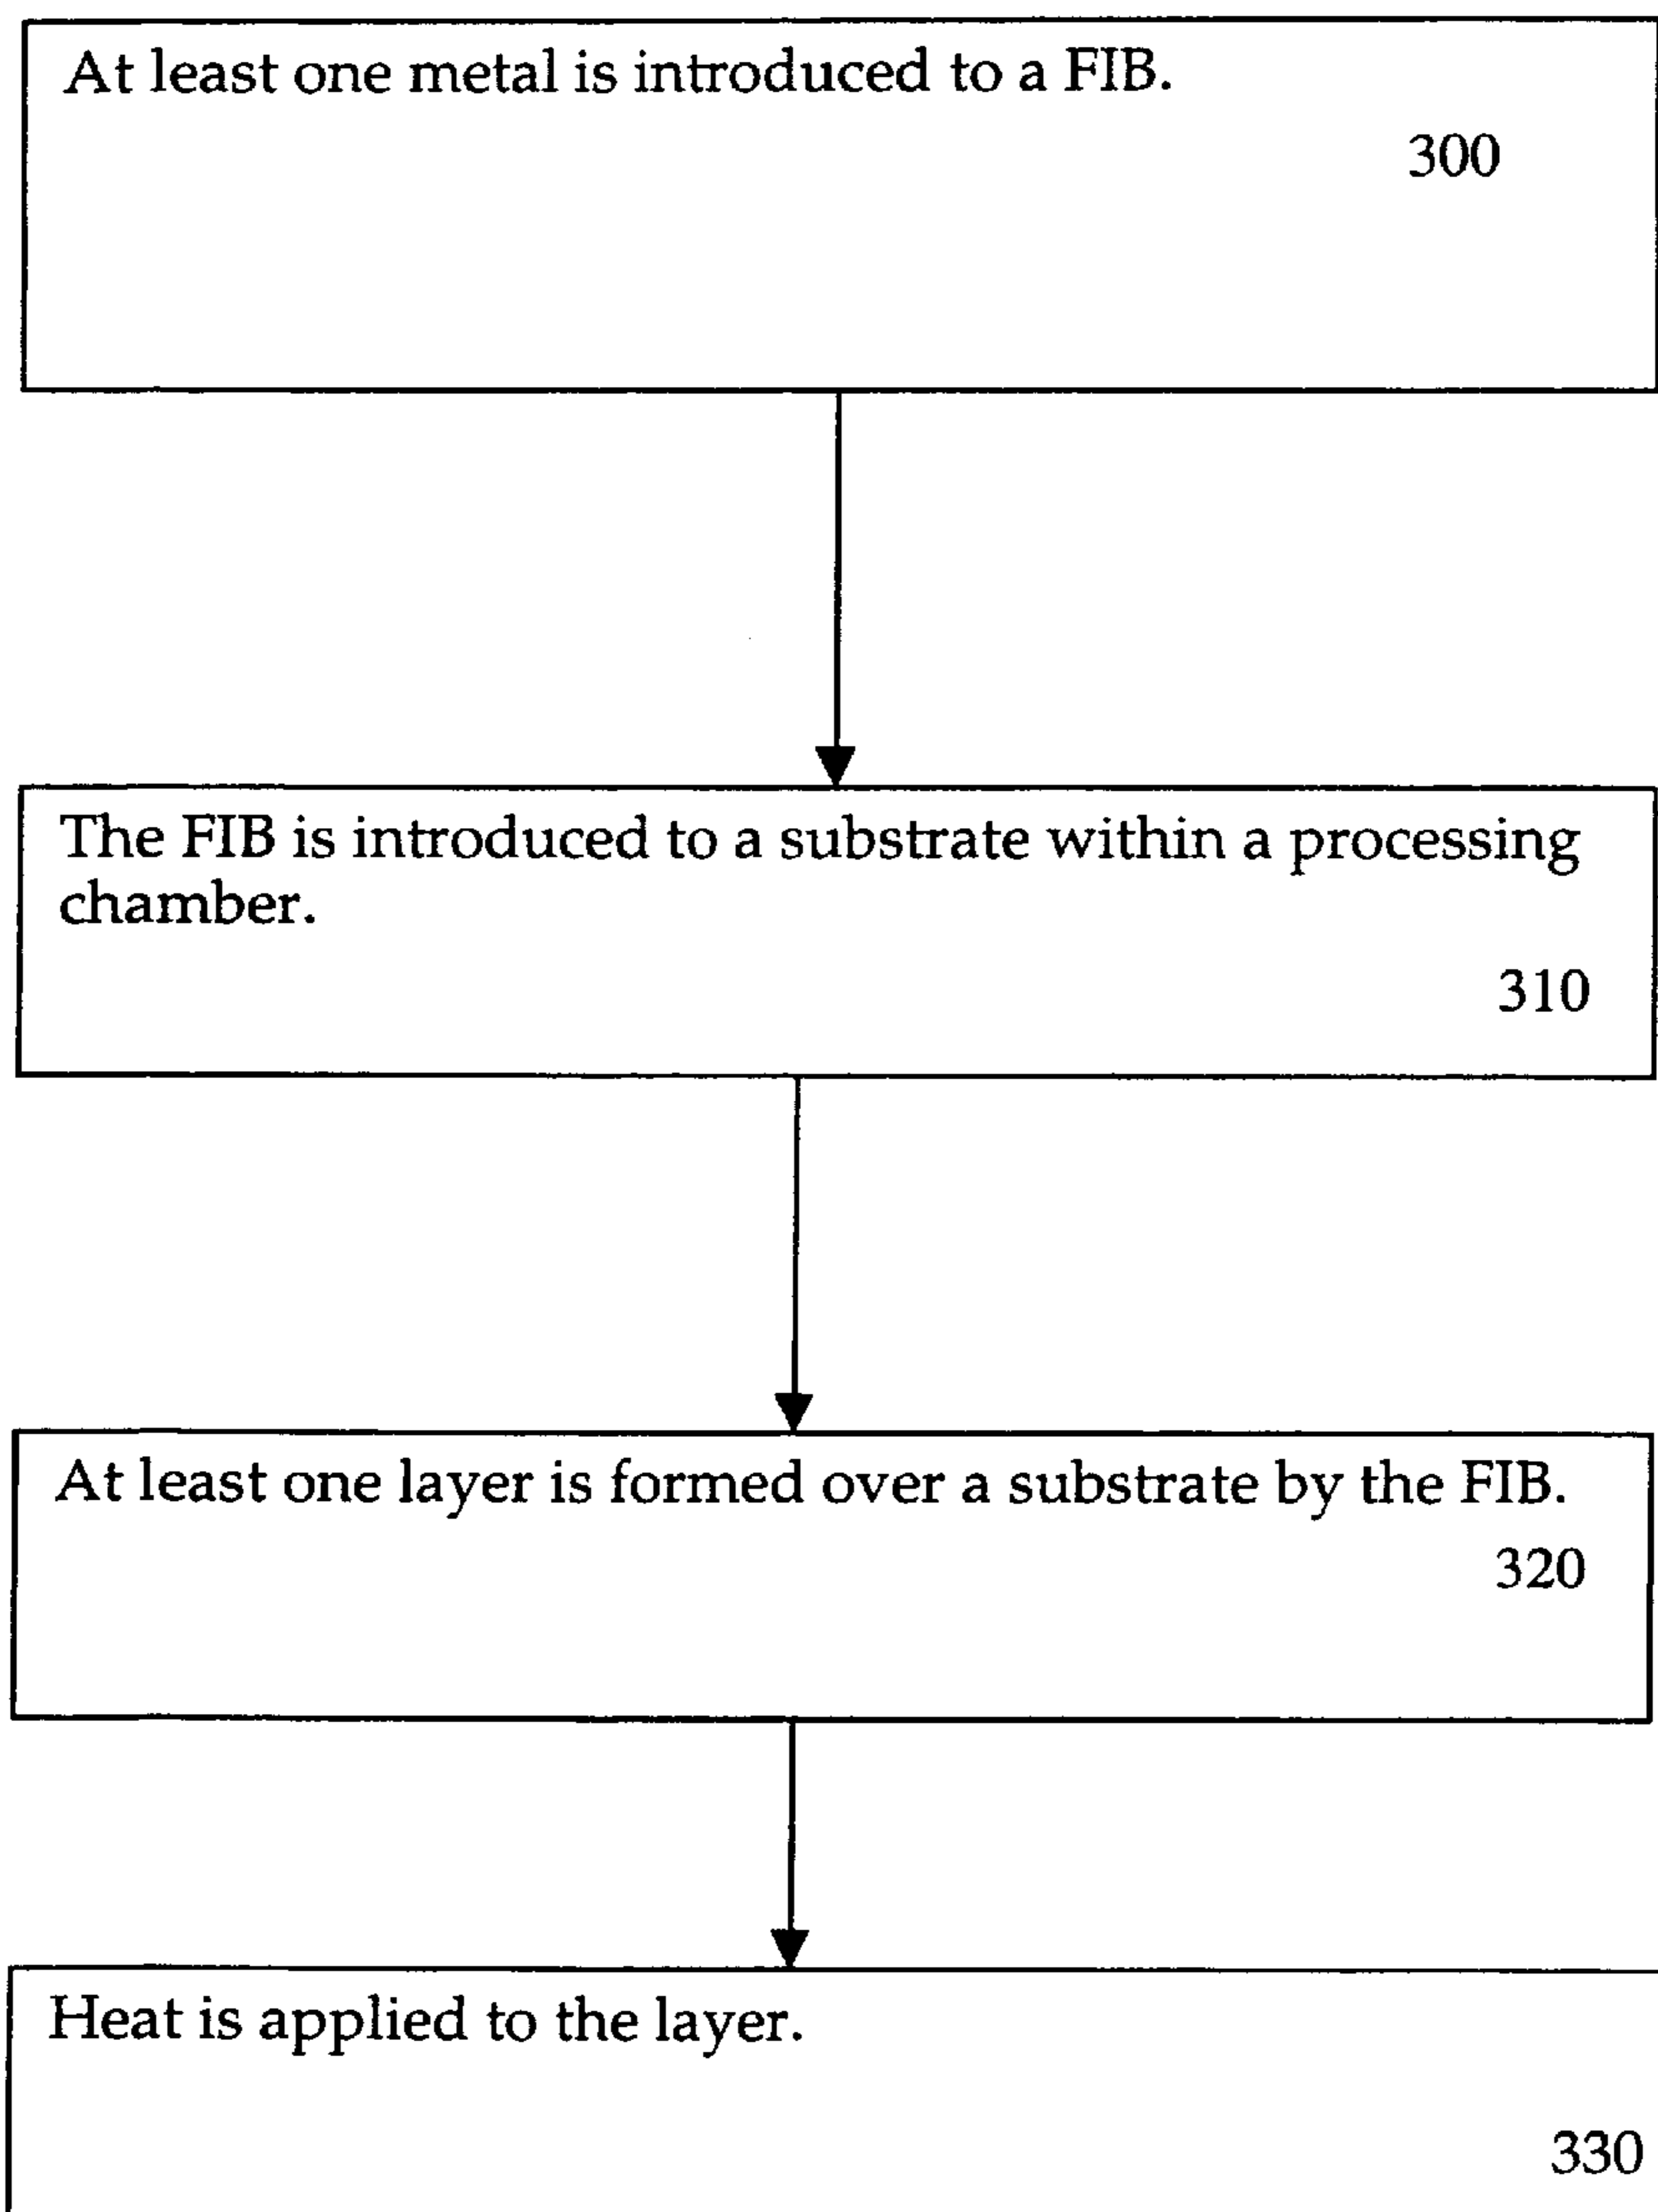 At least one metal is introduced to a FIB.
300
The FIB is introduced to a substrate within a processing
chamber.
310
At least one layer is formed over a substrate by the FIB.
320
Heat is applied to the layer.
330